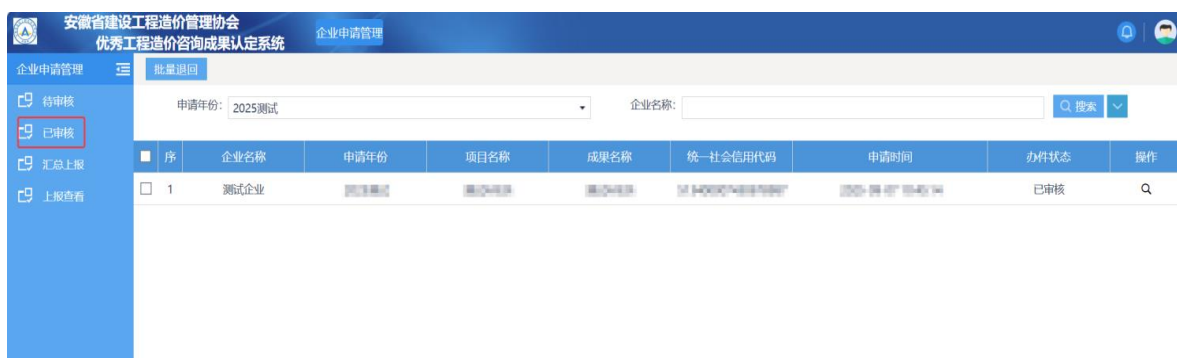 安徽省建设工程造价管理协会
优秀工程造价咨询成果认定系统
企业申请管理
企业申请管理
批量退回
待审核
已审核
汇总上报
上报查看
申请年份: 2025测试 企业名称: 搜索
序 企业名称 申请年份 项目名称 成果名称 统一社会信用代码 申请时间 办件状态 操作
1 测试企业 已审核